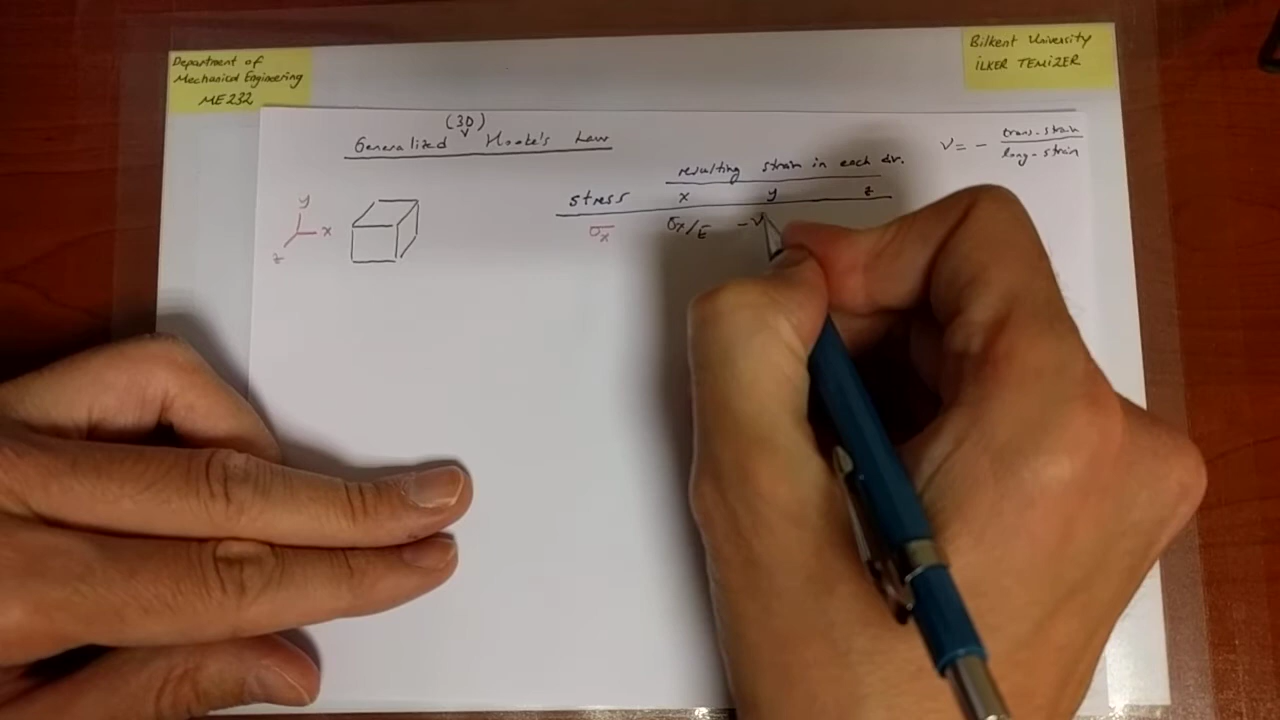 Department of
Mechanical Engineering
ME232
Bilkent University
İLKER TEMİZER
(3D)
Generalized Hooke's Law
ν = - trans-strain
long-strain
resulting strain in each dir.
stress x y z
σx σx/E -ν
y
x
z